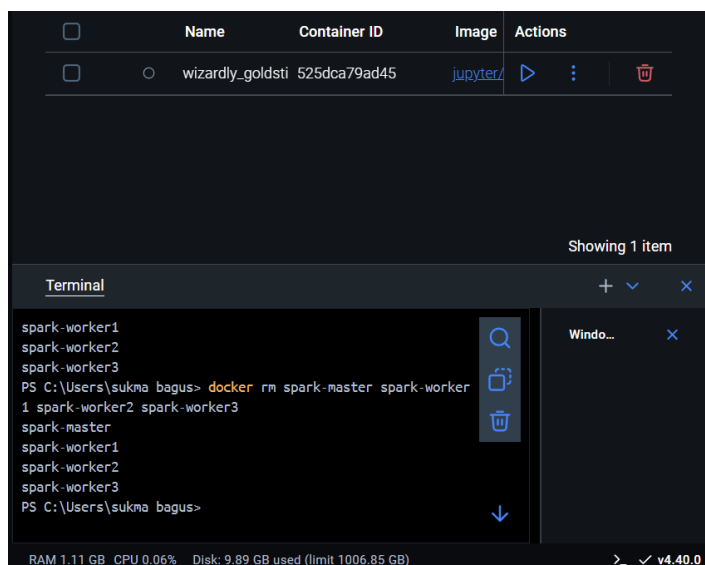 Name Container ID Image Actions
wizardly_goldsti 525dca79ad45 jupyter/
Showing 1 item
Terminal
spark-worker1
spark-worker2
spark-worker3
PS C:\Users\sukma bagus> docker rm spark-master spark-worker
1 spark-worker2 spark-worker3
spark-master
spark-worker1
spark-worker2
spark-worker3
PS C:\Users\sukma bagus>
Windo...
RAM 1.11 GB CPU 0.06% Disk: 9.89 GB used (limit 1006.85 GB) >_ v4.40.0